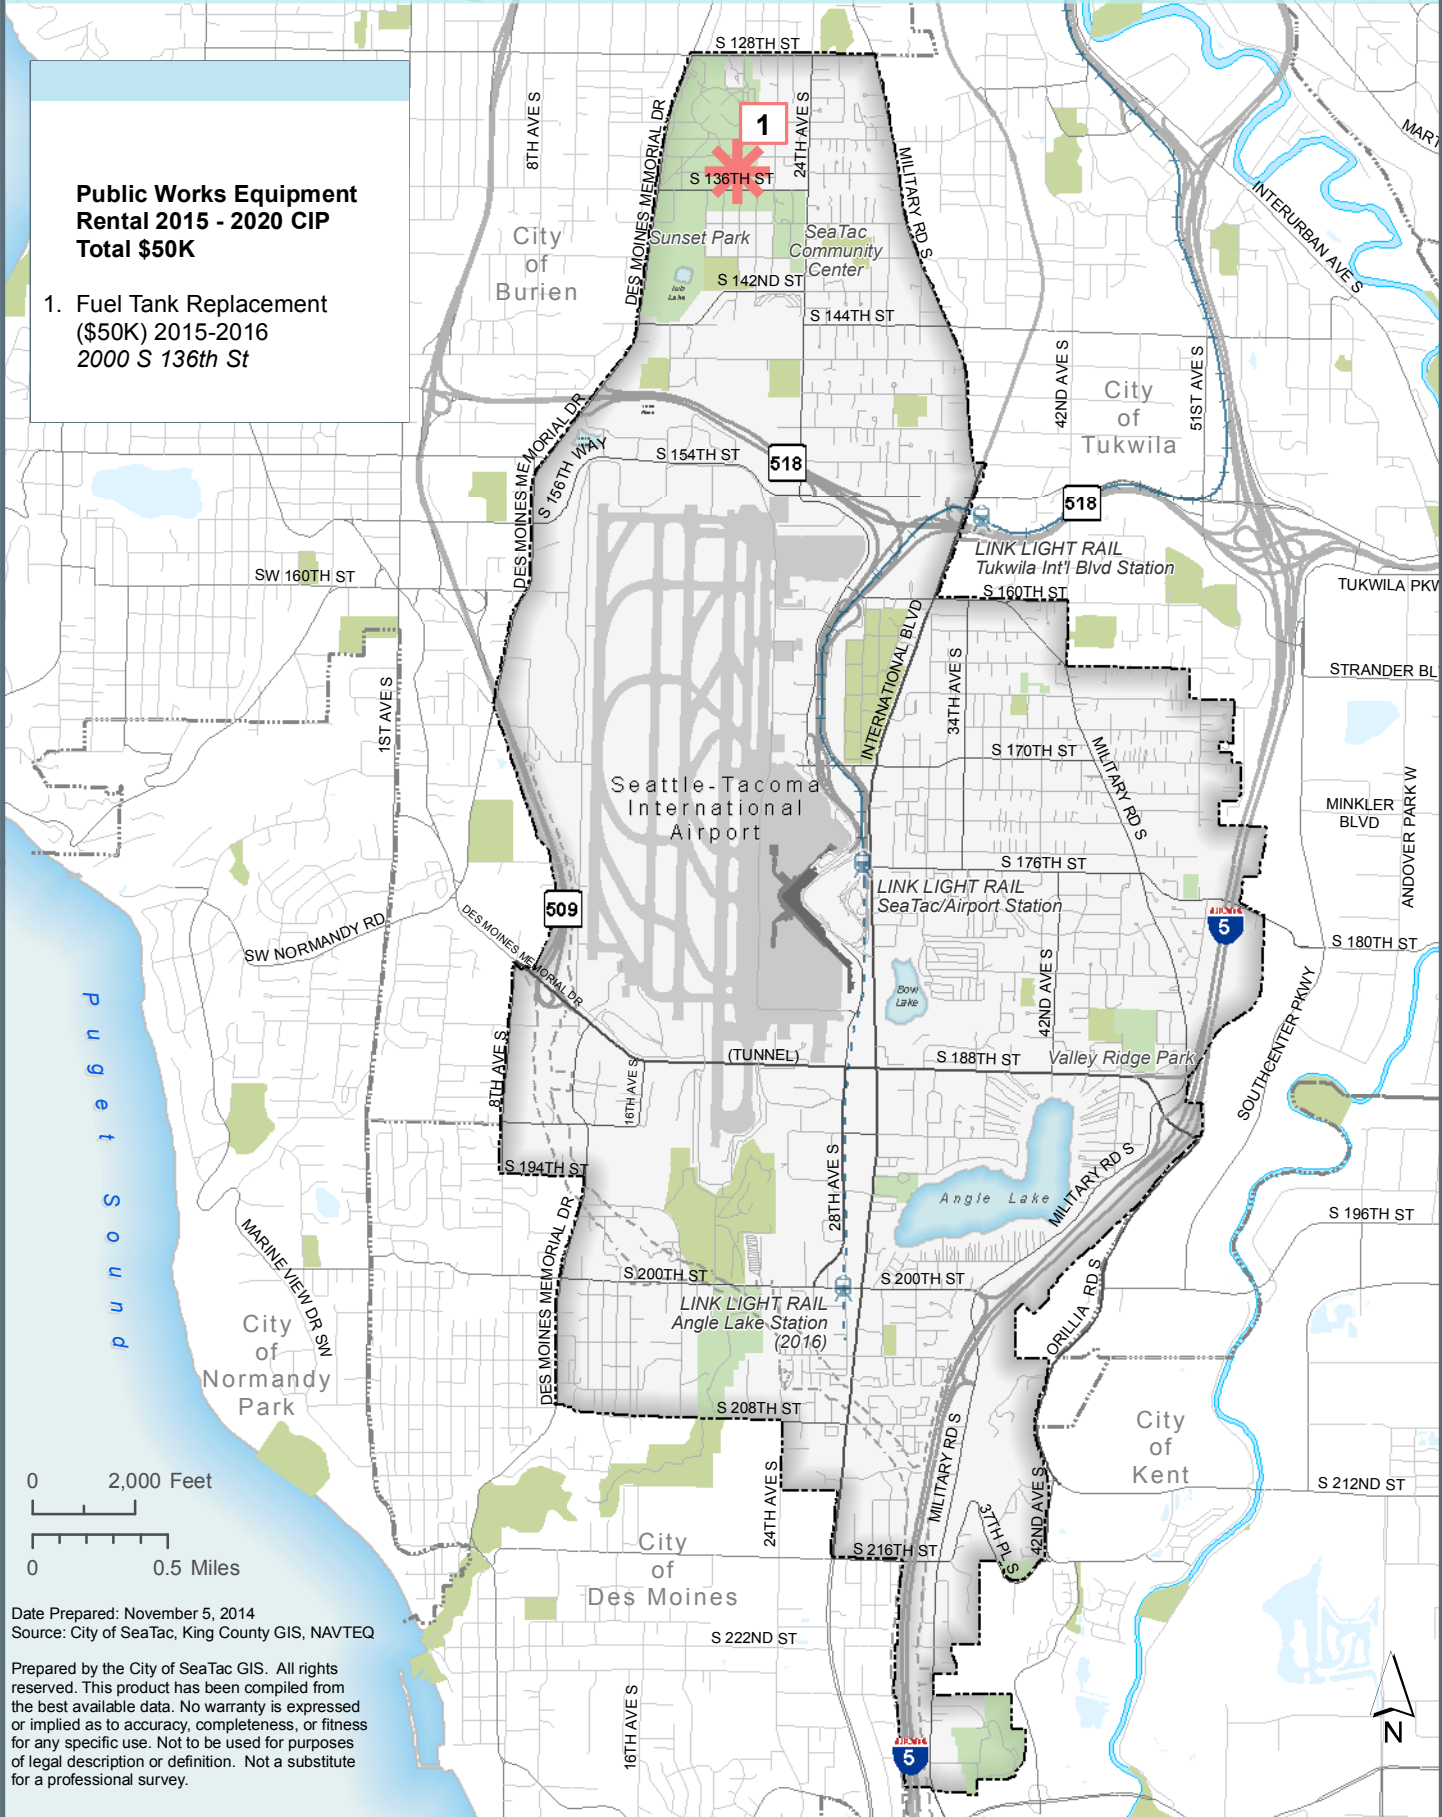 Public Works Equipment
Rental 2015 - 2020 CIP
Total $50K
1. Fuel Tank Replacement
($50K) 2015-2016
2000 S 136th St
S 128TH ST
8TH AVE S
DES MOINES MEMORIAL DR
1
24TH AVE S
S 136TH ST
MILITARY RD S
INTERURBAN AVE S
City
of
Burien
Sunset Park
SeaTac
Community
Center
Tub
Lake
S 142ND ST
S 144TH ST
42ND AVE S
51ST AVE S
City
of
Tukwila
DES MOINES MEMORIAL DR
S 156TH WAY
S 154TH ST
518
518
DES MOINES MEMORIAL DR
LINK LIGHT RAIL
Tukwila Int'l Blvd Station
SW 160TH ST
S 160TH ST
TUKWILA PKW
STRANDER BL
1ST AVE S
INTERNATIONAL BLVD
34TH AVE S
S 170TH ST
MILITARY RD S
Seattle-Tacoma
International
Airport
MINKLER
BLVD
ANDOVER PARK W
S 176TH ST
LINK LIGHT RAIL
SeaTac/Airport Station
509
5
DES MOINES MEMORIAL DR
SW NORMANDY RD
S 180TH ST
Bow
Lake
42ND AVE S
SOUTHCENTER PKWY
Puget Sound
8TH AVE S
16TH AVE S
(TUNNEL)
S 188TH ST
Valley Ridge Park
S 194TH ST
28TH AVE S
Angle Lake
MILITARY RD S
S 196TH ST
MARINE VIEW DR SW
DES MOINES MEMORIAL DR
S 200TH ST
S 200TH ST
LINK LIGHT RAIL
Angle Lake Station
(2016)
ORILLIA RD S
City
of
Normandy
Park
S 208TH ST
MILITARY RD S
City
of
Kent
24TH AVE S
37TH PL S
42ND AVE S
S 212ND ST
0 2,000 Feet
0 0.5 Miles
City
of
Des Moines
S 216TH ST
S 222ND ST
16TH AVE S
5
N
Date Prepared: November 5, 2014
Source: City of SeaTac, King County GIS, NAVTEQ
Prepared by the City of SeaTac GIS. All rights
reserved. This product has been compiled from
the best available data. No warranty is expressed
or implied as to accuracy, completeness, or fitness
for any specific use. Not to be used for purposes
of legal description or definition. Not a substitute
for a professional survey.